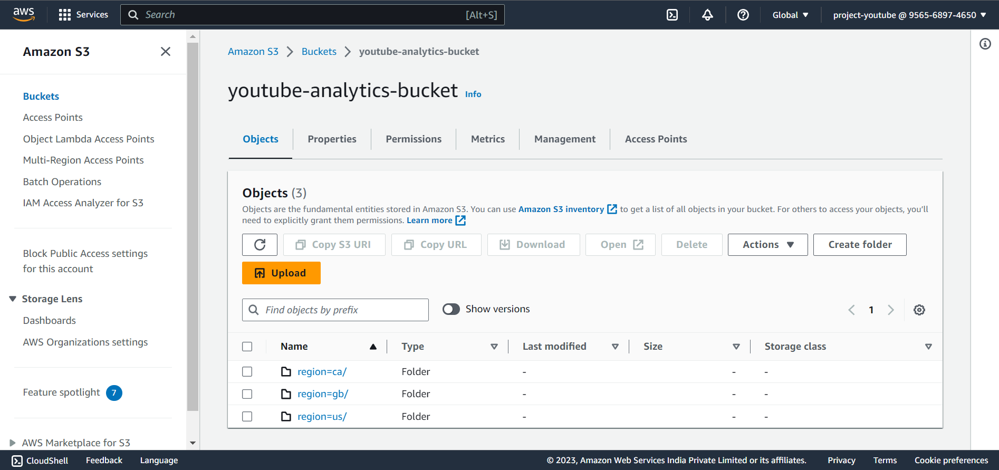 aws
Services
Search
[Alt+S]
Global
project-youtube @ 9565-6897-4650
Amazon S3
Buckets
Access Points
Object Lambda Access Points
Multi-Region Access Points
Batch Operations
IAM Access Analyzer for S3
Block Public Access settings
for this account
Storage Lens
Dashboards
AWS Organizations settings
Feature spotlight 7
AWS Marketplace for S3
Amazon S3 > Buckets > youtube-analytics-bucket
youtube-analytics-bucket Info
Objects Properties Permissions Metrics Management Access Points
Objects (3)
Objects are the fundamental entities stored in Amazon S3. You can use Amazon S3 inventory to get a list of all objects in your bucket. For others to access your objects, you'll
need to explicitly grant them permissions. Learn more
Copy S3 URI Copy URL Download Open Delete Actions Create folder
Upload
Find objects by prefix Show versions 1
Name Type Last modified Size Storage class
region=ca/ Folder - - -
region=gb/ Folder - - -
region=us/ Folder - - -
CloudShell Feedback Language © 2023, Amazon Web Services India Private Limited or its affiliates. Privacy Terms Cookie preferences